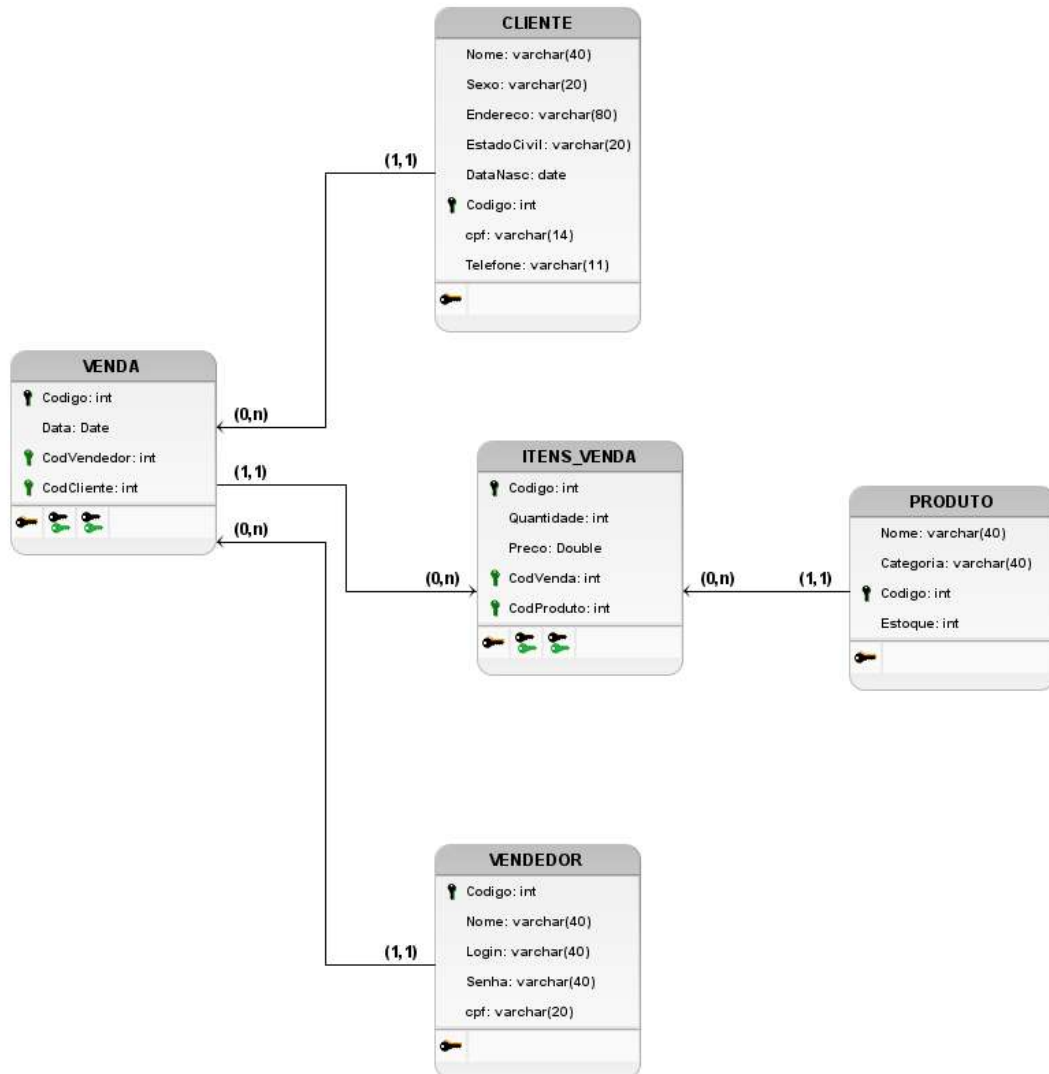 CLIENTE
Nome: varchar(40)
Sexo: varchar(20)
Endereco: varchar(80)
EstadoCivil: varchar(20)
DataNasc: date
Codigo: int
cpf: varchar(14)
Telefone: varchar(11)
(1,1)
(0,n)
VENDA
Codigo: int
Data: Date
CodVendedor: int
CodCliente: int
(1,1)
(0,n)
(0,n)
ITENS_VENDA
Codigo: int
Quantidade: int
Preco: Double
CodVenda: int
CodProduto: int
(0,n)
(1,1)
PRODUTO
Nome: varchar(40)
Categoria: varchar(40)
Codigo: int
Estoque: int
VENDEDOR
Codigo: int
Nome: varchar(40)
Login: varchar(40)
Senha: varchar(40)
cpf: varchar(20)
(1,1)